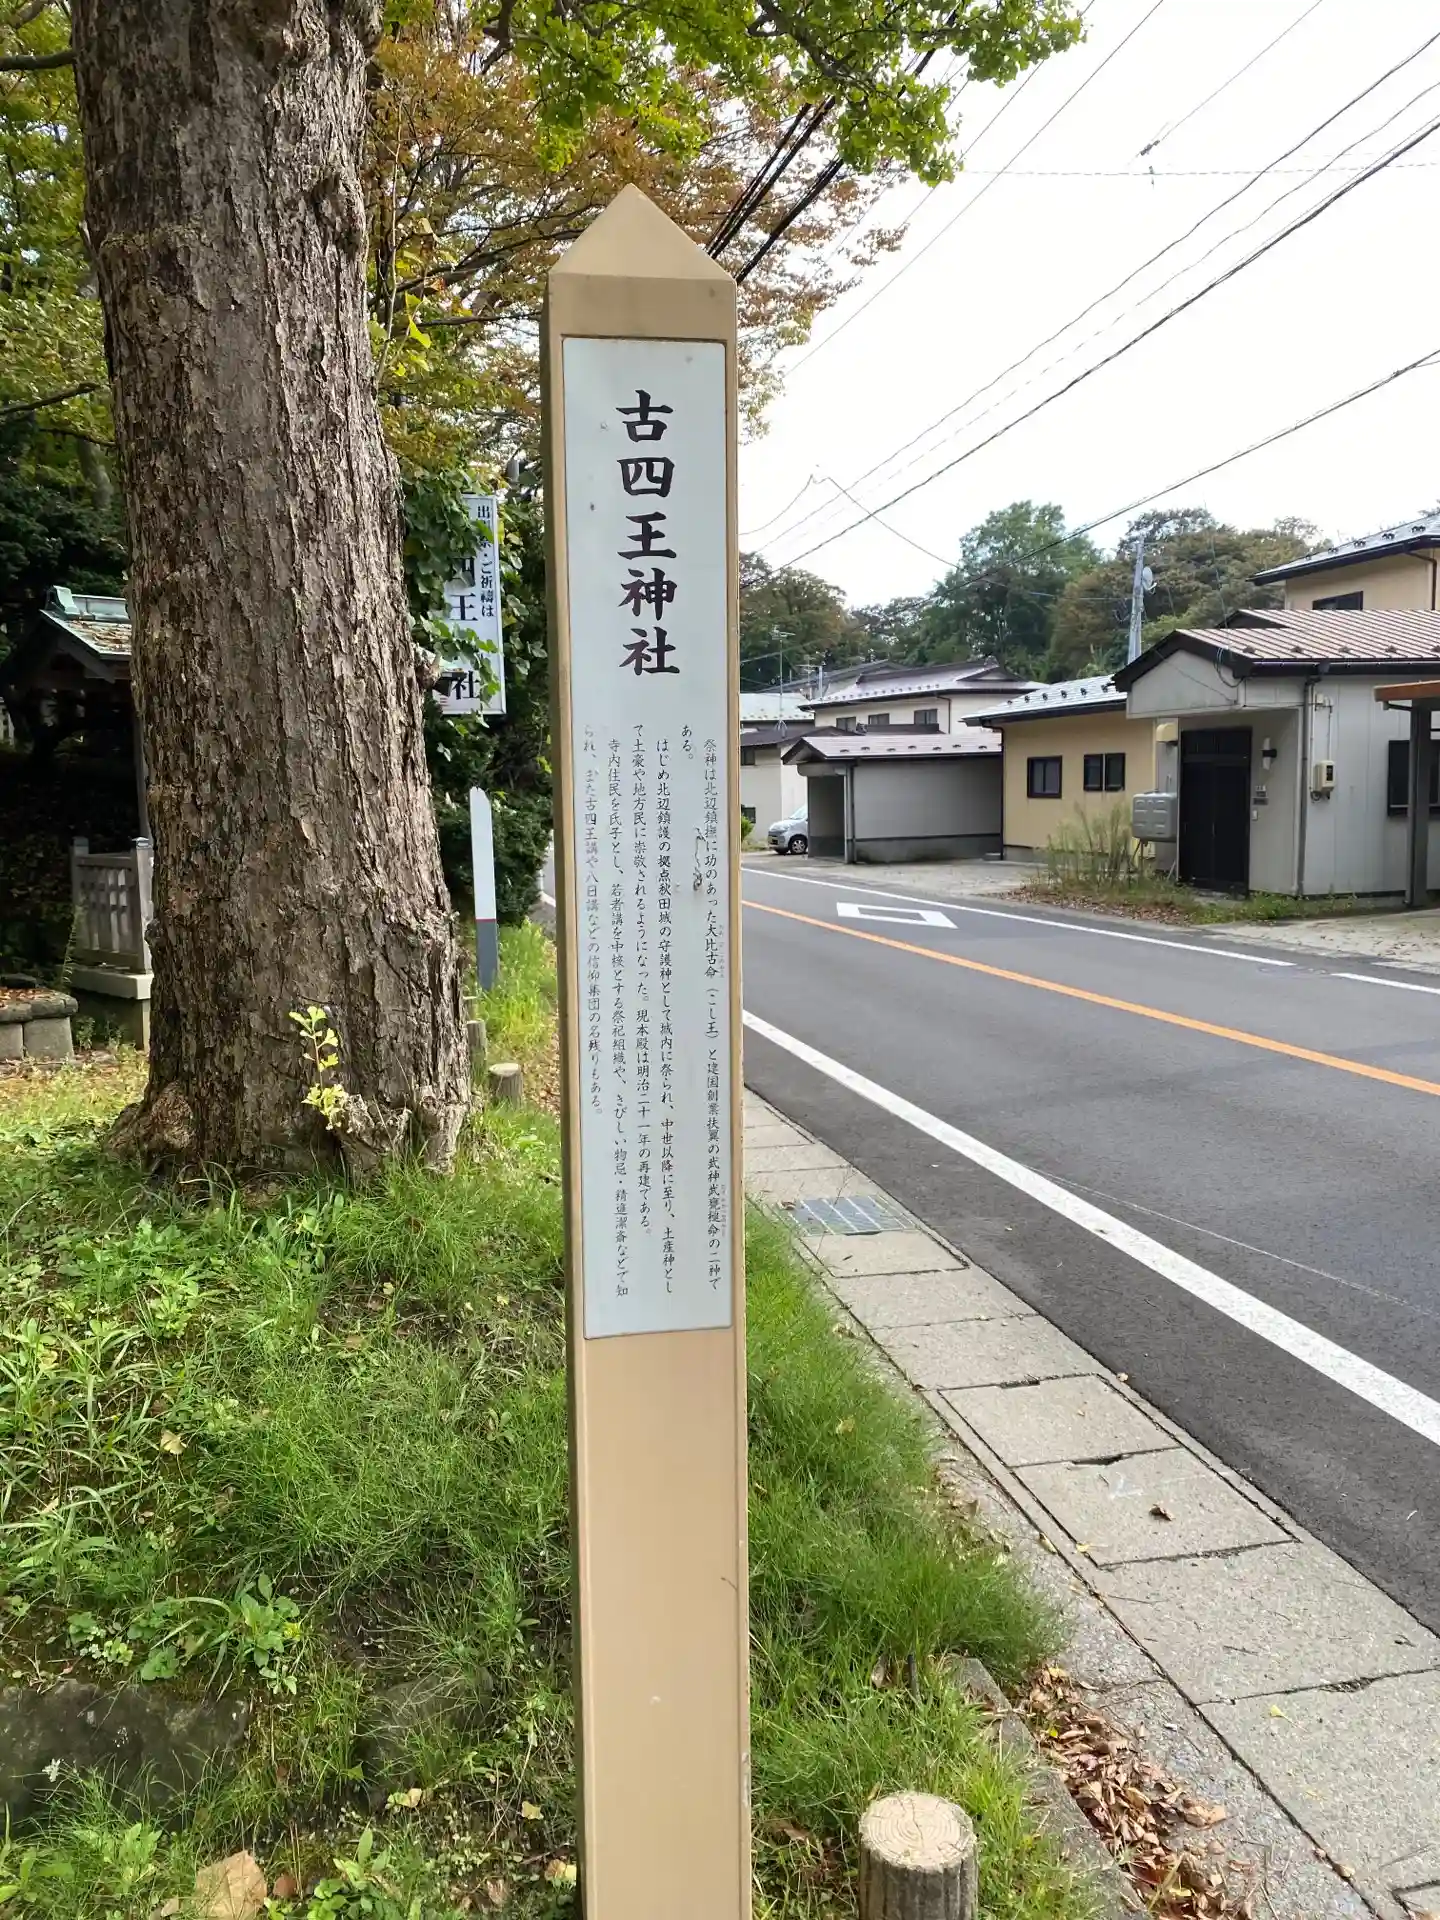 古四王神社
祭神は北辺鎮撫に功のあった大比古命（こし王）と建国創業扶翼の武神武甕槌命の二神で
ある。
はじめ北辺鎮護の拠点秋田城の守護神として城内に祭られ、中世以降に至り、土産神とし
て土豪や地方民に崇敬されるようになった。現本殿は明治二十一年の再建である。
寺内住民を氏子とし、若者講を中核とする祭祀組織や、きびしい物忌・精進潔斎などで知
られ、また古四王講や八日講などの信仰集団の名残りもある。
出
ご祈祷は
四王
社